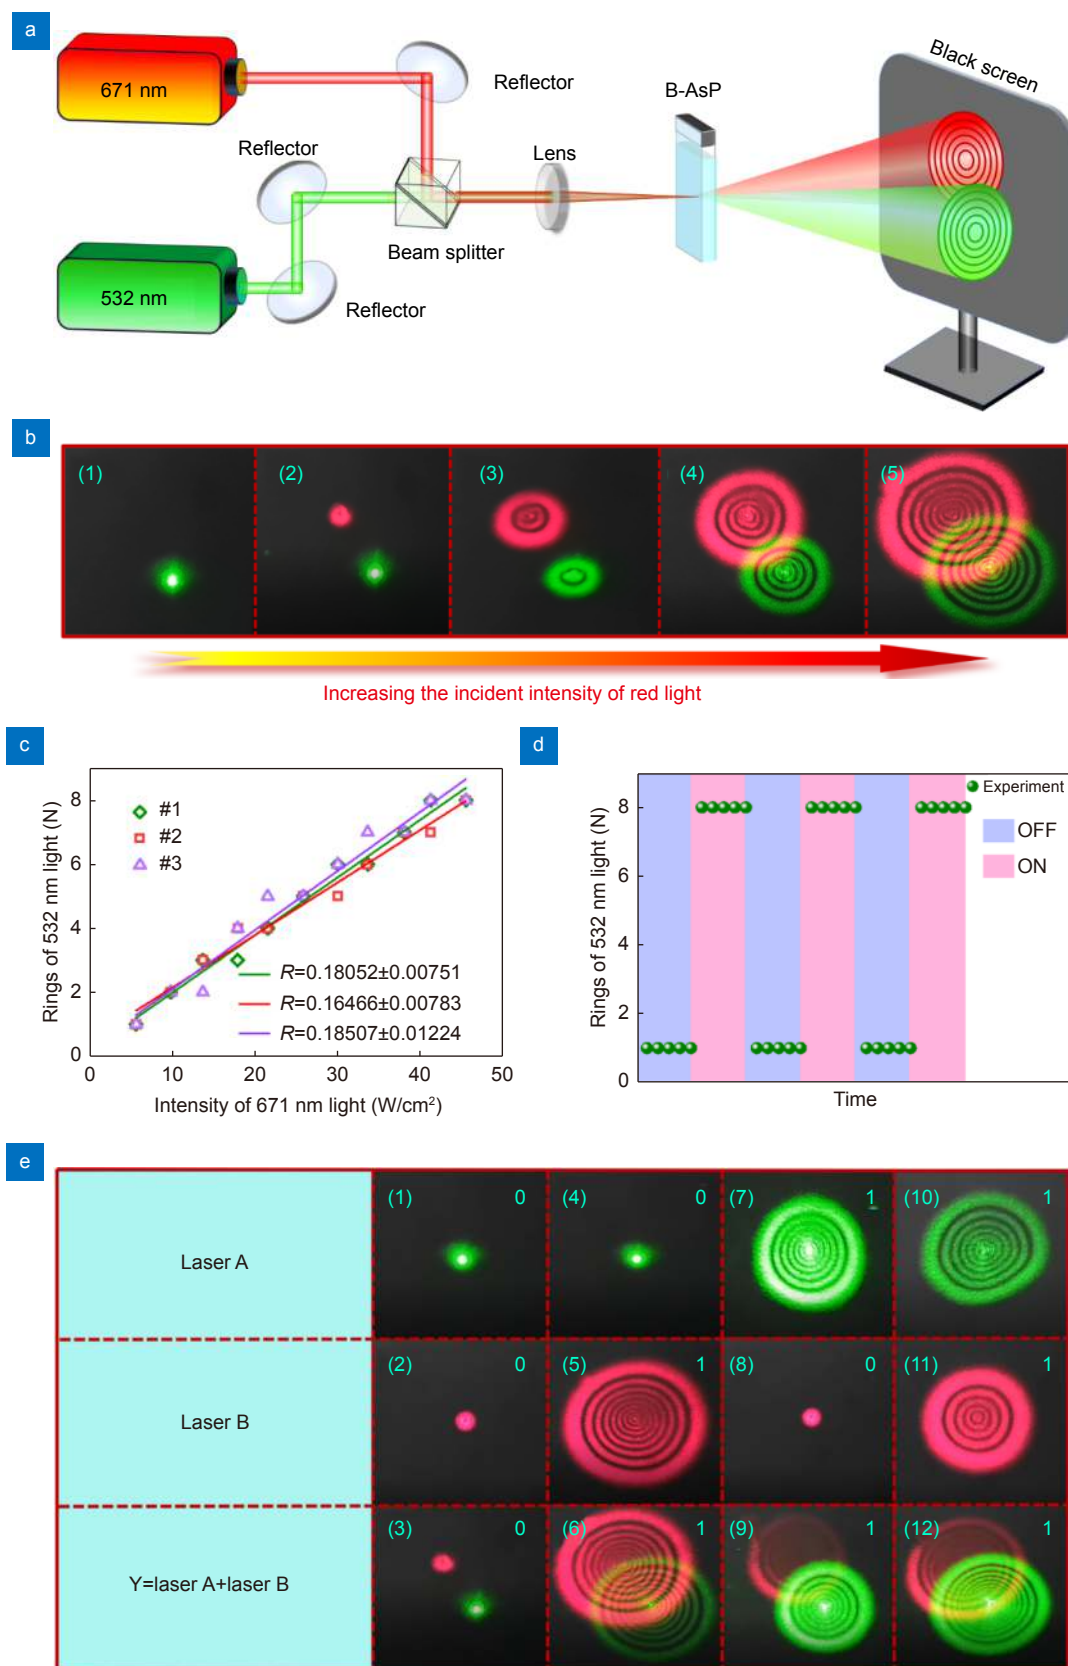 a
671 nm
Reflector
Reflector
532 nm
Reflector
Beam splitter
Lens
B-AsP
Black screen
b
(1)
(2)
(3)
(4)
(5)
Increasing the incident intensity of red light
c
Rings of 532 nm light (N)
8
6
4
2
0
#1
#2
#3
R=0.18052±0.00751
R=0.16466±0.00783
R=0.18507±0.01224
0 10 20 30 40 50
Intensity of 671 nm light (W/cm²)
d
Rings of 532 nm light (N)
8
6
4
2
0
Experiment
OFF
ON
Time
e
Laser A
(1) 0
(4) 0
(7) 1
(10) 1
Laser B
(2) 0
(5) 1
(8) 0
(11) 1
Y=laser A+laser B
(3) 0
(6) 1
(9) 1
(12) 1